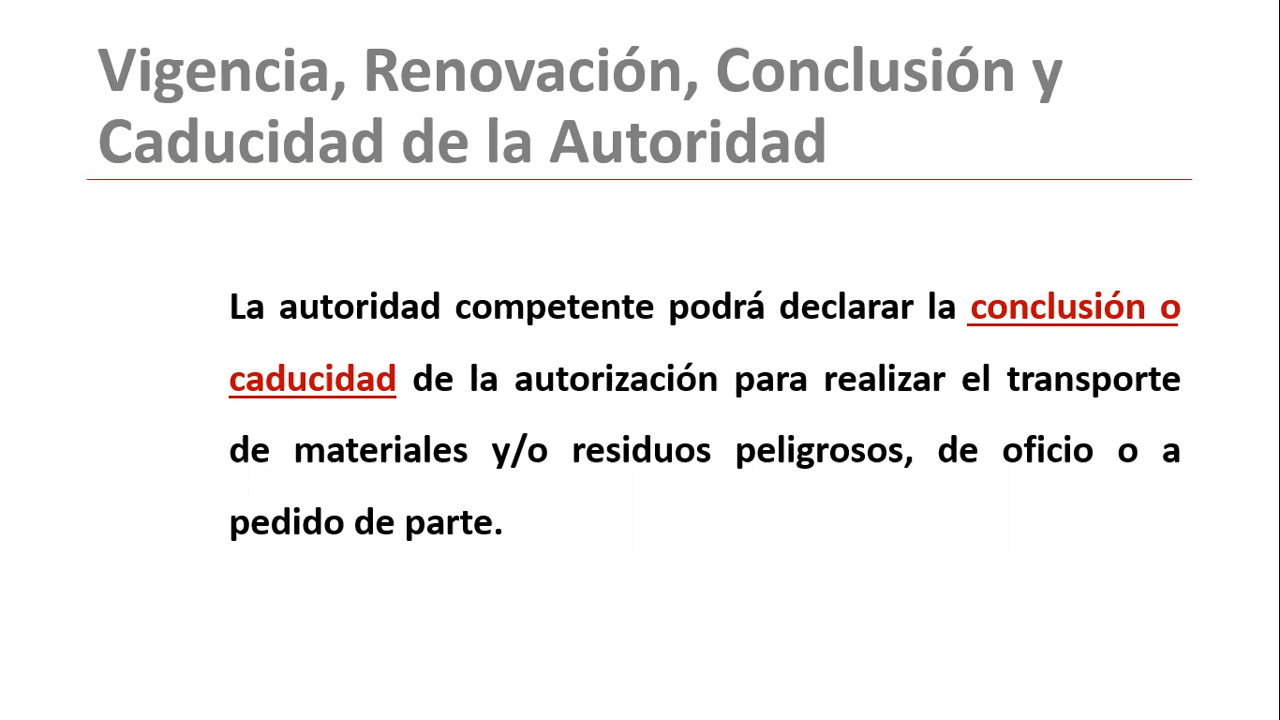 Vigencia, Renovación, Conclusión y
Caducidad de la Autoridad
La autoridad competente podrá declarar la conclusión o
caducidad de la autorización para realizar el transporte
de materiales y/o residuos peligrosos, de oficio o a
pedido de parte.